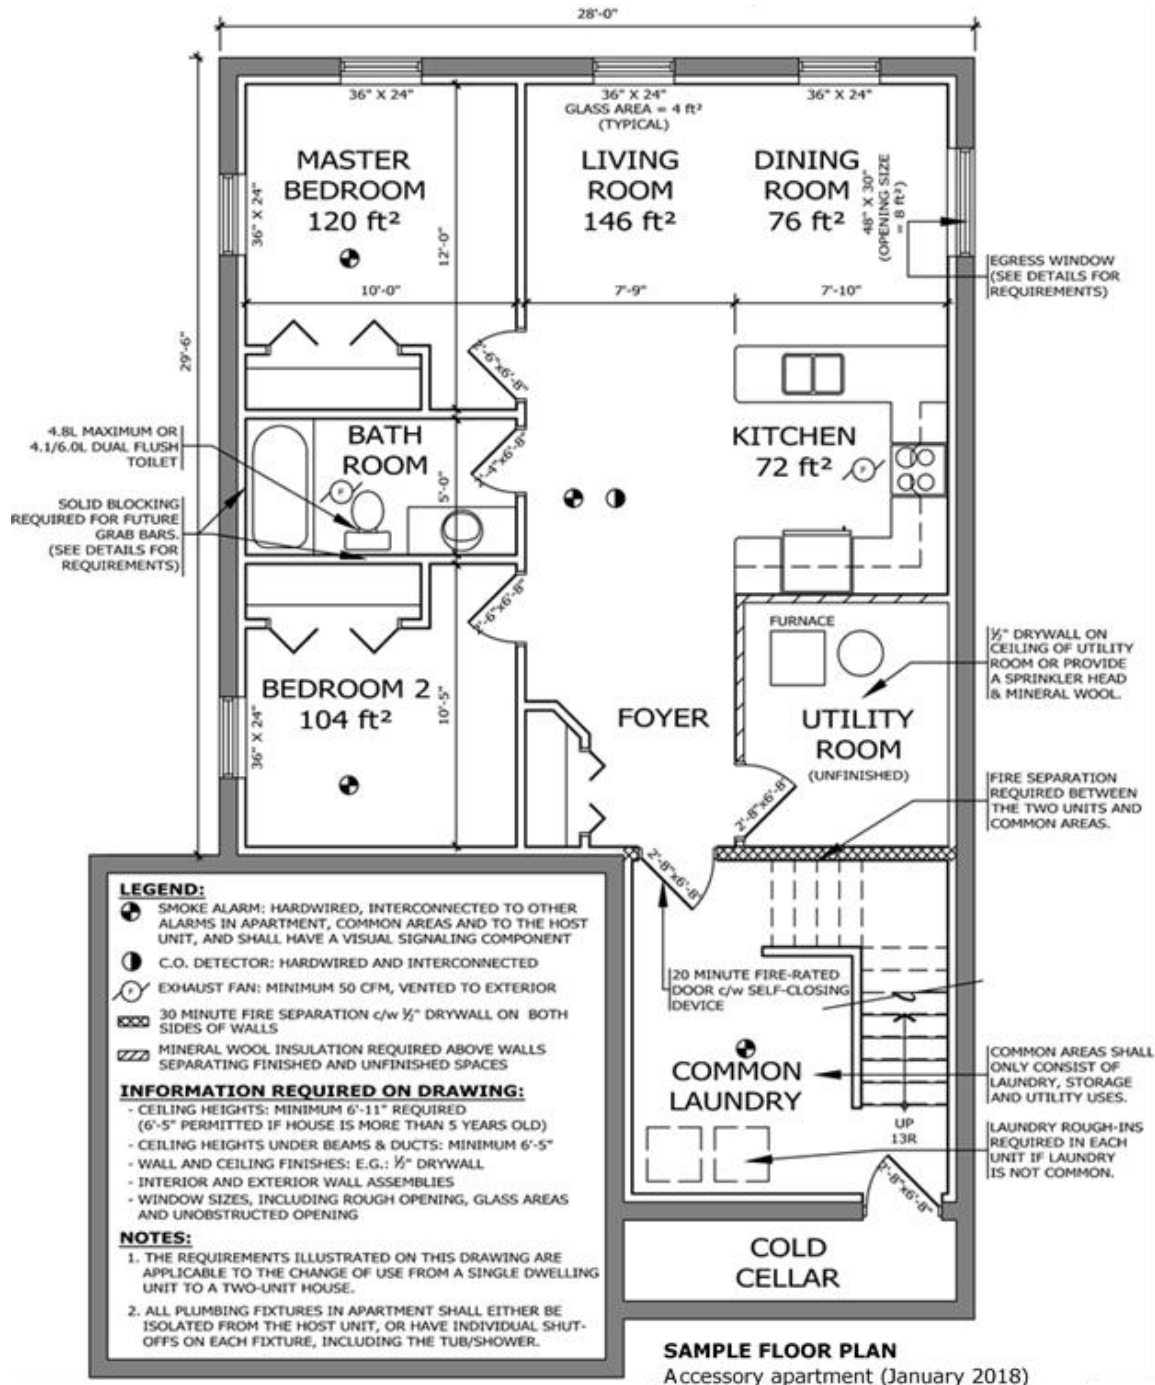 28'-0"
36" X 24"
36" X 24"
GLASS AREA = 4 ft²
(TYPICAL)
36" X 24"
MASTER
BEDROOM
120 ft²
LIVING
ROOM
146 ft²
DINING
ROOM
76 ft²
48" X 30"
(OPENING SIZE
= 8 ft²)
36" X 24"
12'-0"
EGRESS WINDOW
(SEE DETAILS FOR
REQUIREMENTS)
10'-0"
7'-9"
7'-10"
29'-6"
2'-6"x6'-8"
4.8L MAXIMUM OR
4.1/6.0L DUAL FLUSH
TOILET
BATH
ROOM
2'-4"x6'-8"
5'-0"
F
KITCHEN
72 ft²
F
SOLID BLOCKING
REQUIRED FOR FUTURE
GRAB BARS.
(SEE DETAILS FOR
REQUIREMENTS)
2'-6"x6'-8"
FURNACE
½" DRYWALL ON
CEILING OF UTILITY
ROOM OR PROVIDE
A SPRINKLER HEAD
& MINERAL WOOL.
BEDROOM 2
104 ft²
10'-5"
36" X 24"
FOYER
UTILITY
ROOM
(UNFINISHED)
2'-8"x6'-8"
FIRE SEPARATION
REQUIRED BETWEEN
THE TWO UNITS AND
COMMON AREAS.
2'-8"x6'-8"
LEGEND:
SMOKE ALARM: HARDWIRED, INTERCONNECTED TO OTHER
ALARMS IN APARTMENT, COMMON AREAS AND TO THE HOST
UNIT, AND SHALL HAVE A VISUAL SIGNALING COMPONENT
C.O. DETECTOR: HARDWIRED AND INTERCONNECTED
F
EXHAUST FAN: MINIMUM 50 CFM, VENTED TO EXTERIOR
30 MINUTE FIRE SEPARATION c/w ½" DRYWALL ON BOTH
SIDES OF WALLS
MINERAL WOOL INSULATION REQUIRED ABOVE WALLS
SEPARATING FINISHED AND UNFINISHED SPACES
INFORMATION REQUIRED ON DRAWING:
- CEILING HEIGHTS: MINIMUM 6'-11" REQUIRED
(6'-5" PERMITTED IF HOUSE IS MORE THAN 5 YEARS OLD)
- CEILING HEIGHTS UNDER BEAMS & DUCTS: MINIMUM 6'-5"
- WALL AND CEILING FINISHES: E.G.: ½" DRYWALL
- INTERIOR AND EXTERIOR WALL ASSEMBLIES
- WINDOW SIZES, INCLUDING ROUGH OPENING, GLASS AREAS
AND UNOBSTRUCTED OPENING
NOTES:
1. THE REQUIREMENTS ILLUSTRATED ON THIS DRAWING ARE
APPLICABLE TO THE CHANGE OF USE FROM A SINGLE DWELLING
UNIT TO A TWO-UNIT HOUSE.
2. ALL PLUMBING FIXTURES IN APARTMENT SHALL EITHER BE
ISOLATED FROM THE HOST UNIT, OR HAVE INDIVIDUAL SHUT-
OFFS ON EACH FIXTURE, INCLUDING THE TUB/SHOWER.
20 MINUTE FIRE-RATED
DOOR c/w SELF-CLOSING
DEVICE
COMMON
LAUNDRY
COMMON AREAS SHALL
ONLY CONSIST OF
LAUNDRY, STORAGE
AND UTILITY USES.
UP
13R
LAUNDRY ROUGH-INS
REQUIRED IN EACH
UNIT IF LAUNDRY
IS NOT COMMON.
2'-8"x6'-8"
COLD
CELLAR
SAMPLE FLOOR PLAN
Accessory apartment (January 2018)